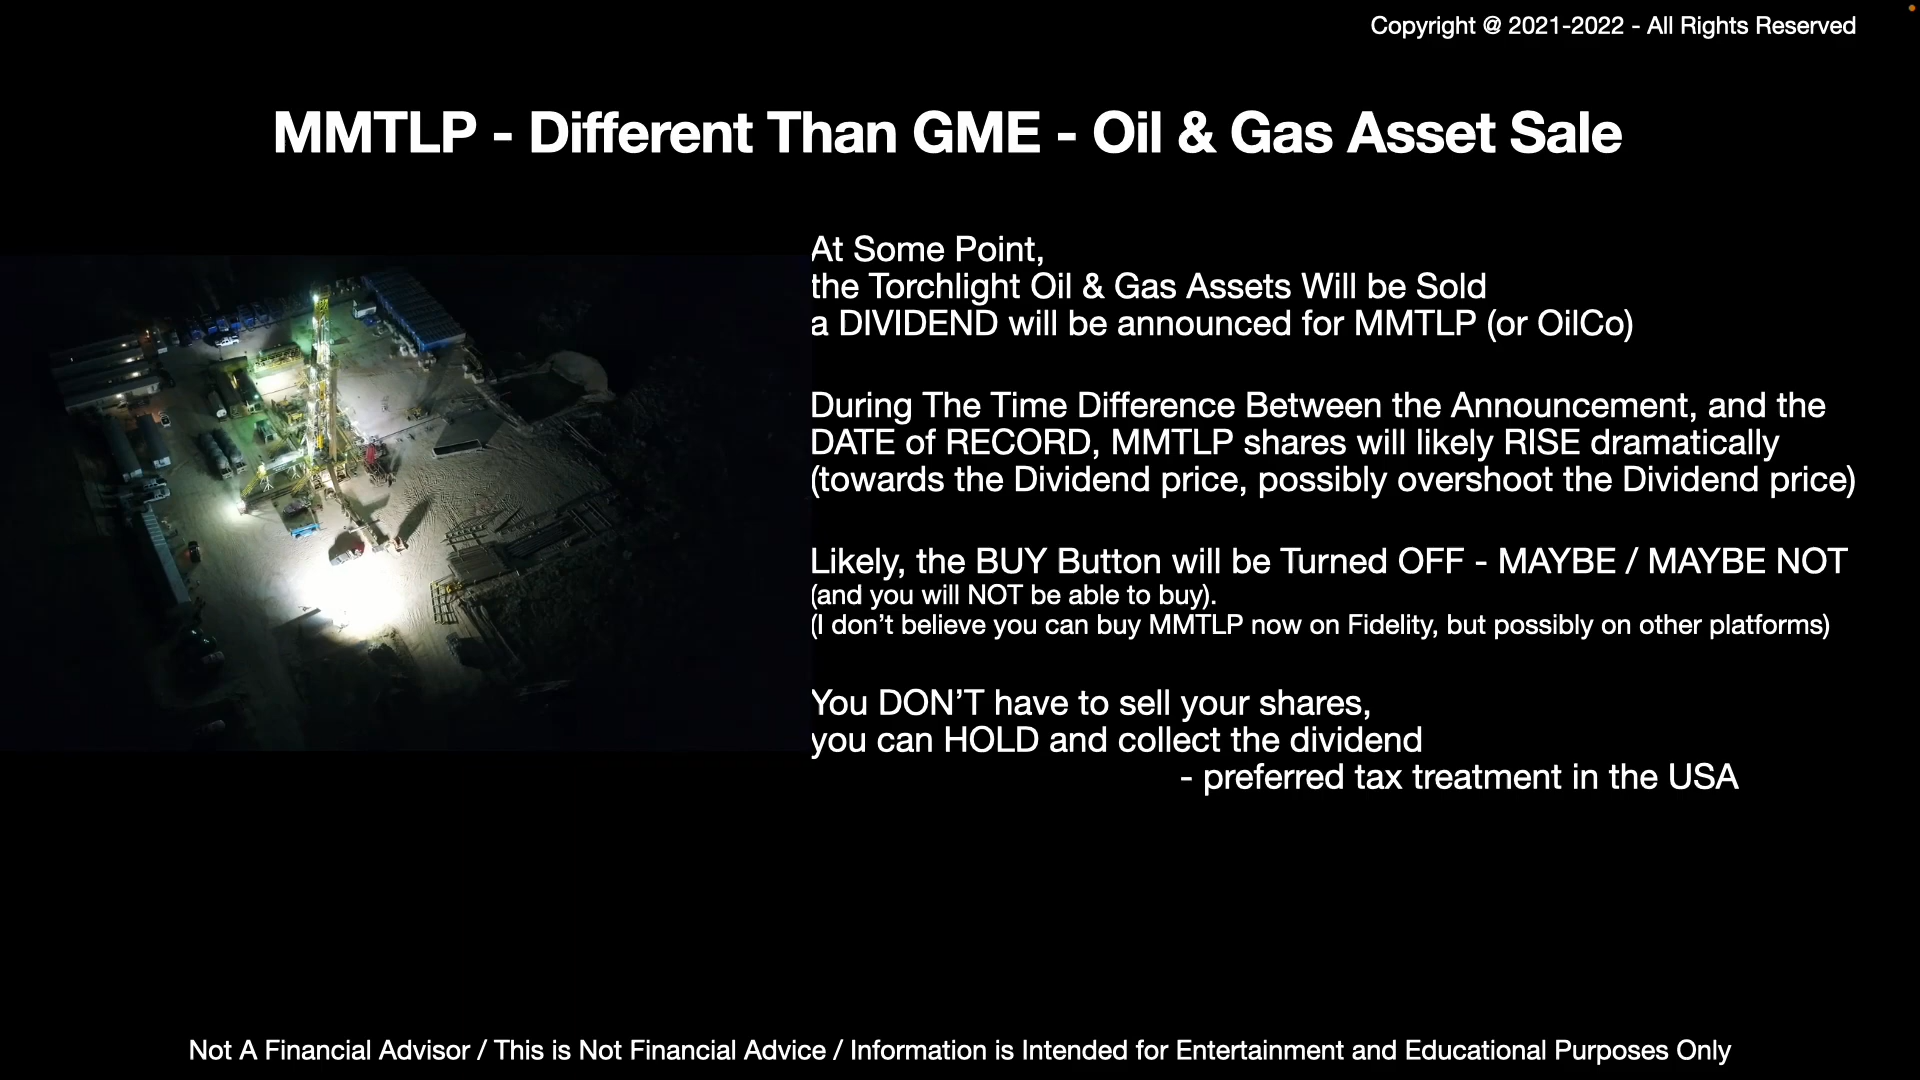 Copyright @ 2021-2022 - All Rights Reserved
MMTLP - Different Than GME - Oil & Gas Asset Sale
At Some Point,
the Torchlight Oil & Gas Assets Will be Sold
a DIVIDEND will be announced for MMTLP (or OilCo)
During The Time Difference Between the Announcement, and the
DATE of RECORD, MMTLP shares will likely RISE dramatically
(towards the Dividend price, possibly overshoot the Dividend price)
Likely, the BUY Button will be Turned OFF - MAYBE / MAYBE NOT
(and you will NOT be able to buy).
(I don’t believe you can buy MMTLP now on Fidelity, but possibly on other platforms)
You DON’T have to sell your shares,
you can HOLD and collect the dividend
- preferred tax treatment in the USA
Not A Financial Advisor / This is Not Financial Advice / Information is Intended for Entertainment and Educational Purposes Only